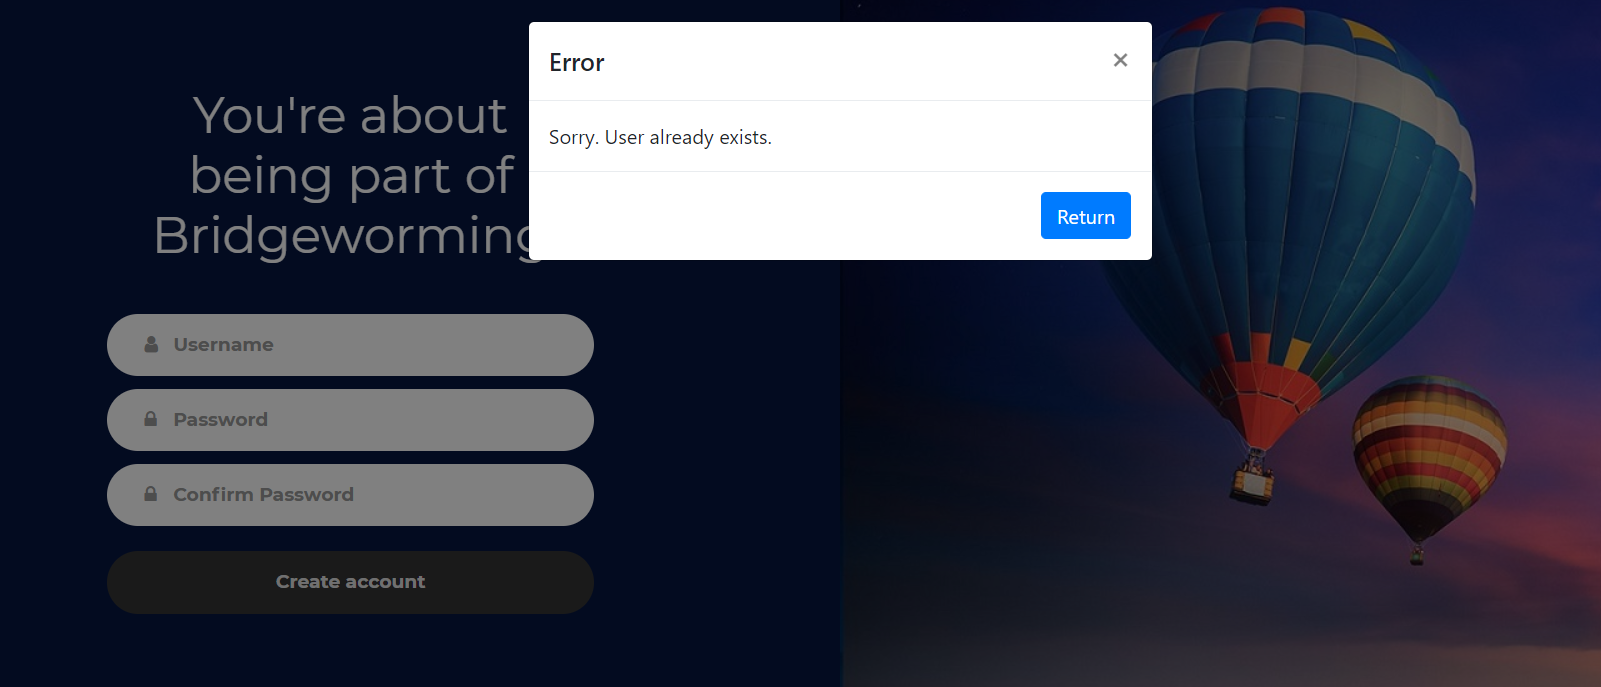 Error
×
Sorry. User already exists.
Return
You're about
being part of
Bridgeworming
Username
Password
Confirm Password
Create account